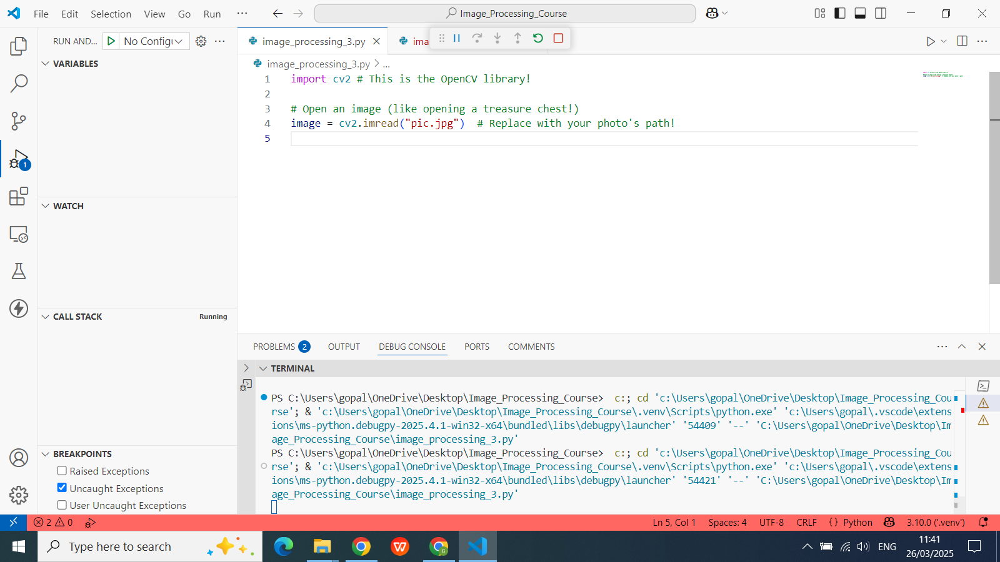 File Edit Selection View Go Run ···
Image_Processing_Course
RUN AND... No Config
VARIABLES
WATCH
CALL STACK Running
BREAKPOINTS
Raised Exceptions
Uncaught Exceptions
User Uncaught Exceptions
1
image_processing_3.py ima
image_processing_3.py > ...
1 import cv2 # This is the OpenCV library!
2
3 # Open an image (like opening a treasure chest!)
4 image = cv2.imread("pic.jpg")  # Replace with your photo's path!
5
PROBLEMS 2 OUTPUT DEBUG CONSOLE PORTS COMMENTS
TERMINAL
PS C:\Users\gopal\OneDrive\Desktop\Image_Processing_Course>  c:; cd 'c:\Users\gopal\OneDrive\Desktop\Image_Processing_Cou
rse'; & 'c:\Users\gopal\OneDrive\Desktop\Image_Processing_Course\.venv\Scripts\python.exe' 'c:\Users\gopal\.vscode\extens
ions\ms-python.debugpy-2025.4.1-win32-x64\bundled\libs\debugpy\launcher' '54409' '--' 'C:\Users\gopal\OneDrive\Desktop\Im
age_Processing_Course\image_processing_3.py'
PS C:\Users\gopal\OneDrive\Desktop\Image_Processing_Course>  c:; cd 'c:\Users\gopal\OneDrive\Desktop\Image_Processing_Cou
rse'; & 'c:\Users\gopal\OneDrive\Desktop\Image_Processing_Course\.venv\Scripts\python.exe' 'c:\Users\gopal\.vscode\extens
ions\ms-python.debugpy-2025.4.1-win32-x64\bundled\libs\debugpy\launcher' '54421' '--' 'C:\Users\gopal\OneDrive\Desktop\Im
age_Processing_Course\image_processing_3.py'
2 0 Ln 5, Col 1 Spaces: 4 UTF-8 CRLF {} Python 3.10.0 ('.venv')
Type here to search
ENG 11:41
26/03/2025